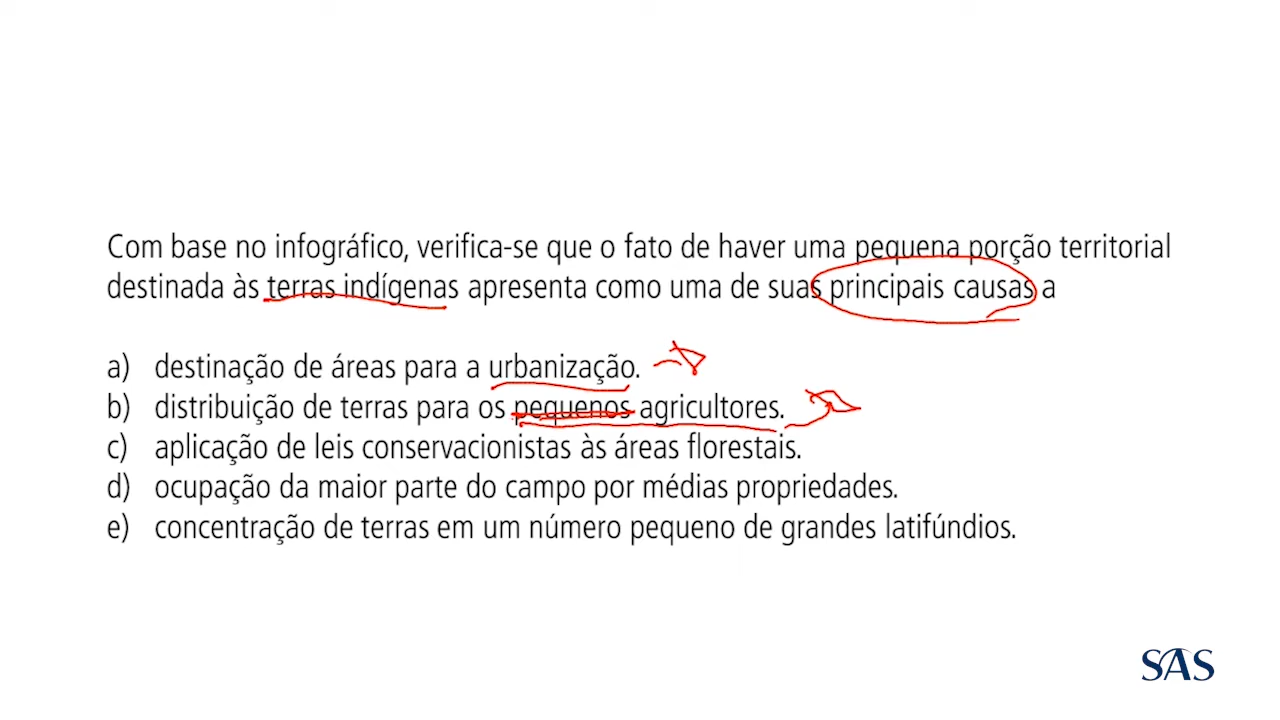 Com base no infográfico, verifica-se que o fato de haver uma pequena porção territorial
destinada às terras indígenas apresenta como uma de suas principais causas a
a) destinação de áreas para a urbanização.
b) distribuição de terras para os pequenos agricultores.
c) aplicação de leis conservacionistas às áreas florestais.
d) ocupação da maior parte do campo por médias propriedades.
e) concentração de terras em um número pequeno de grandes latifúndios.
SAS